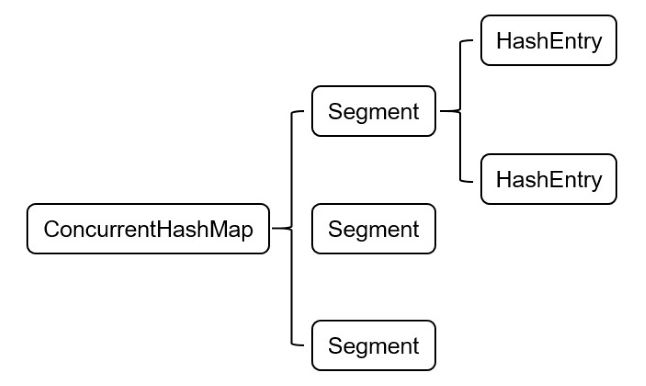 HashEntry
Segment
HashEntry
ConcurrentHashMap
Segment
Segment